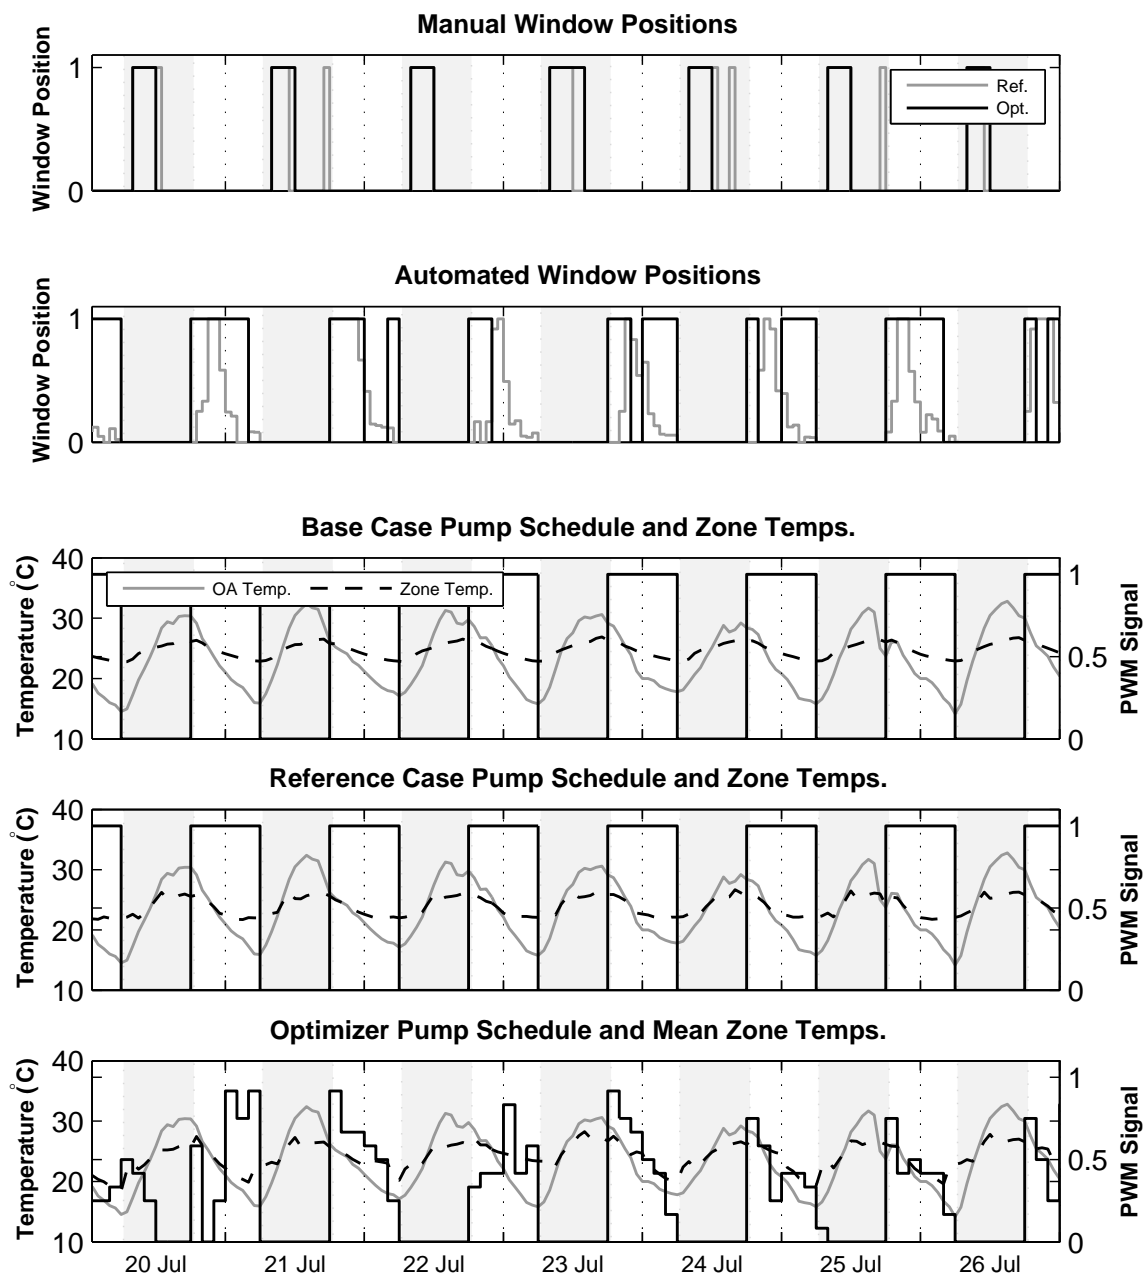 Manual Window Positions
Window Position
1
0
Ref.
Opt.
Automated Window Positions
Window Position
1
0
Base Case Pump Schedule and Zone Temps.
Temperature (°C)
40
30
20
10
OA Temp.
Zone Temp.
1
0.5
0
PWM Signal
Reference Case Pump Schedule and Zone Temps.
Temperature (°C)
40
30
20
10
1
0.5
0
PWM Signal
Optimizer Pump Schedule and Mean Zone Temps.
Temperature (°C)
40
30
20
10
1
0.5
0
PWM Signal
20 Jul
21 Jul
22 Jul
23 Jul
24 Jul
25 Jul
26 Jul